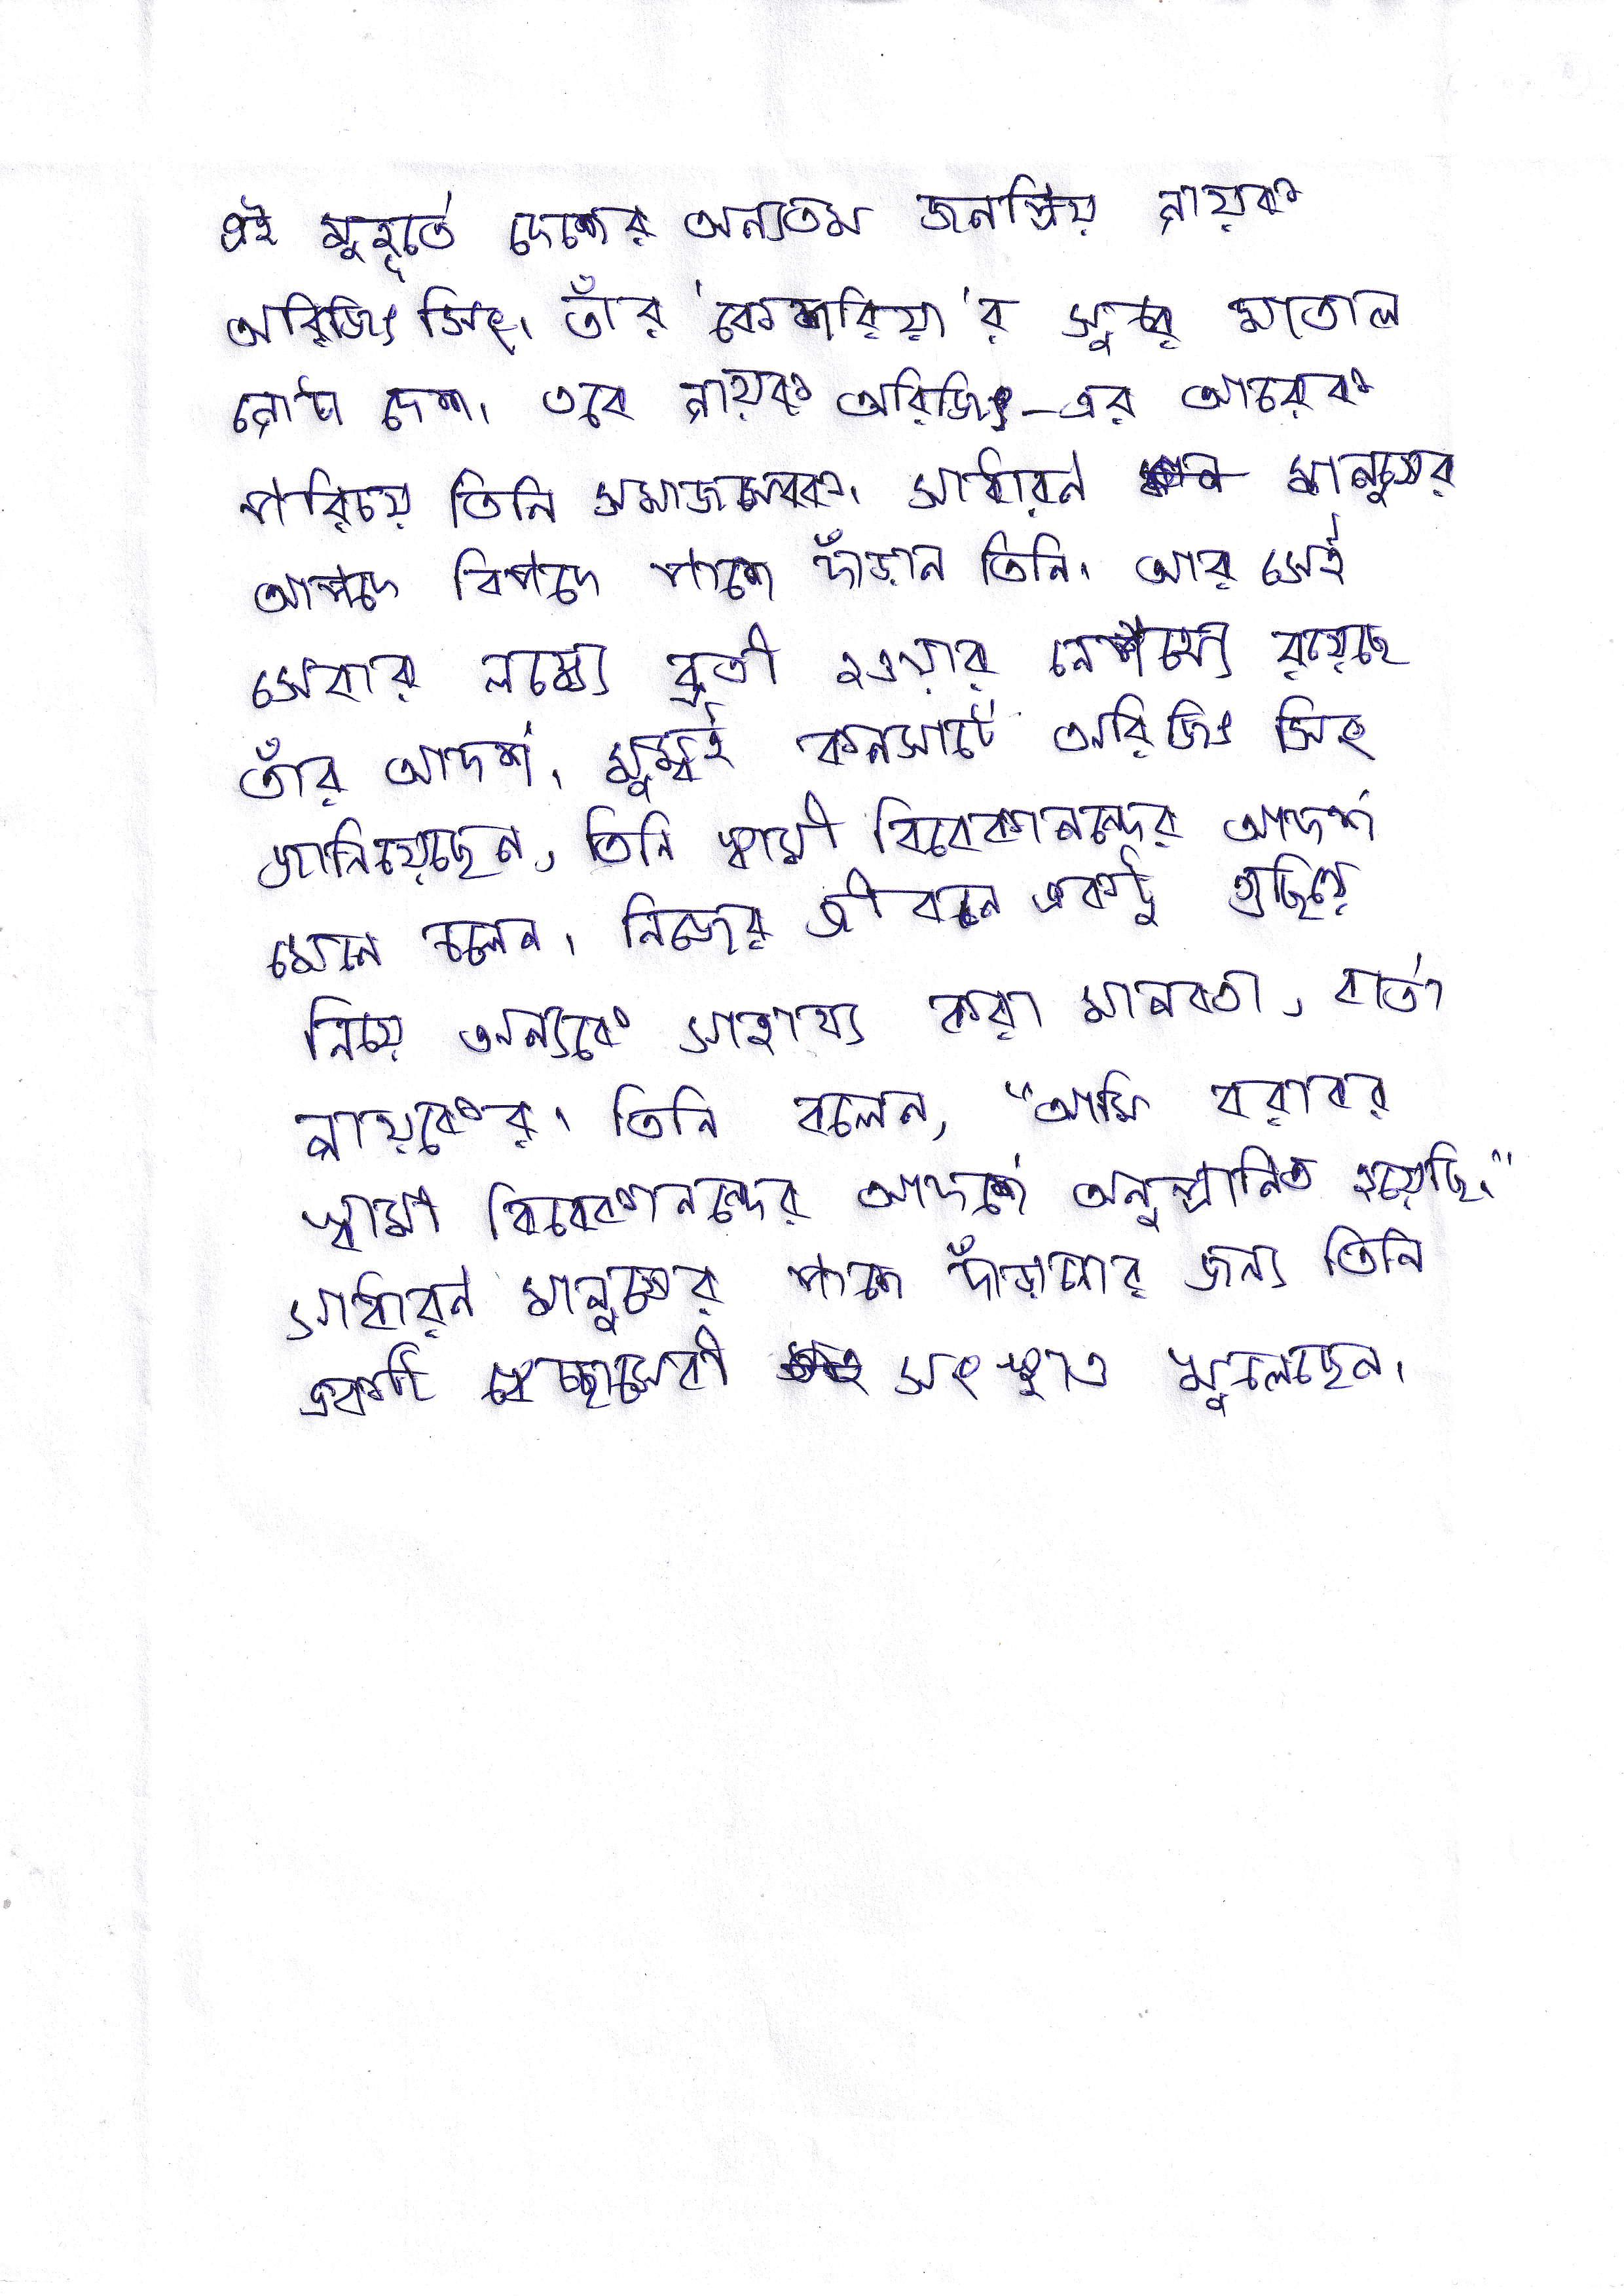 এই মুহূর্তে দেশের অন্যতম জনপ্রিয় গায়ক
অরিজিৎ সিং। তাঁর 'কেশরিয়া'র সুরে মাতাল
গোটা দেশ। তবে গায়ক অরিজিৎ-এর আরেক
পরিচয় তিনি সমাজসেবক। সাধারন মানুষের
আপদে বিপদে পাশে দাঁড়ান তিনি। আর সেই
সেবার লক্ষ্যে ব্রতী হওয়ার নেপথ্যে রয়েছে
তাঁর আদর্শ। মুম্বই কনসার্টে অরিজিৎ সিং
জানিয়েছেন, তিনি স্বামী বিবেকানন্দের আদর্শ
মেনে চলেন। নিজের জীবনে একটু গুছিয়ে
নিয়ে অন্যকে সাহায্য করা মানবতা, বার্তা
গায়কের। তিনি বলেন, "আমি বরাবর
স্বামী বিবেকানন্দের আদর্শে অনুপ্রানিত হয়েছি।"
সাধারন মানুষের পাশে দাঁড়ানোর জন্য তিনি
একটি স্বেচ্ছাসেবী সংস্থাও খুলেছেন।